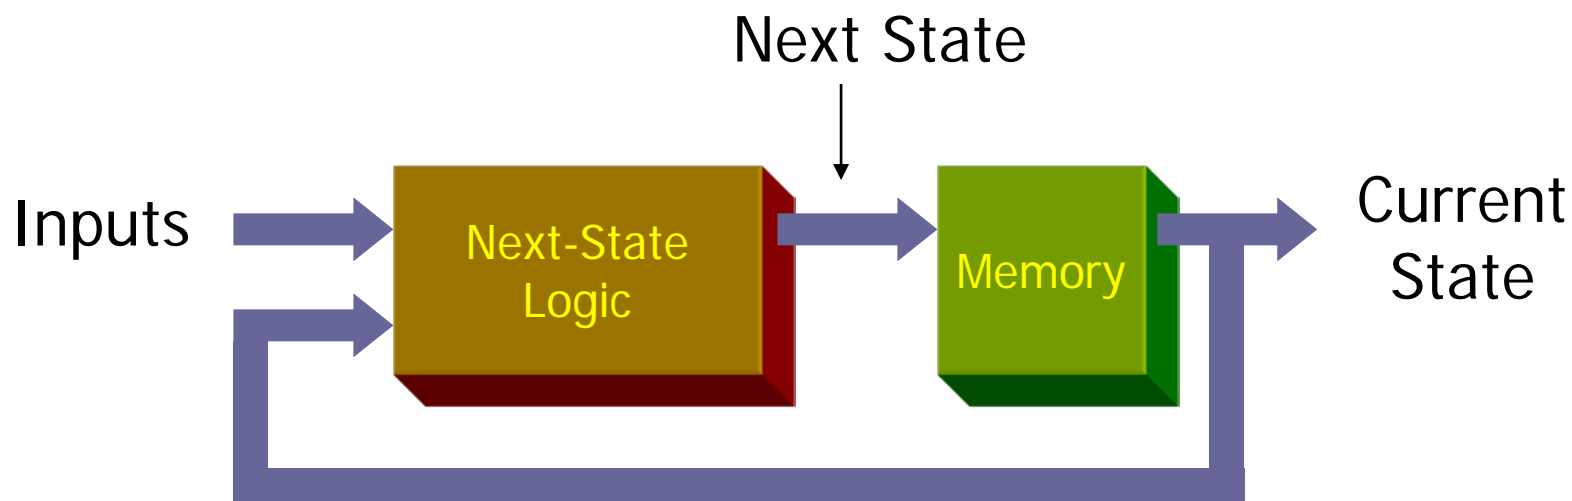 Next State
Inputs
Next-State
Logic
Memory
Current
State